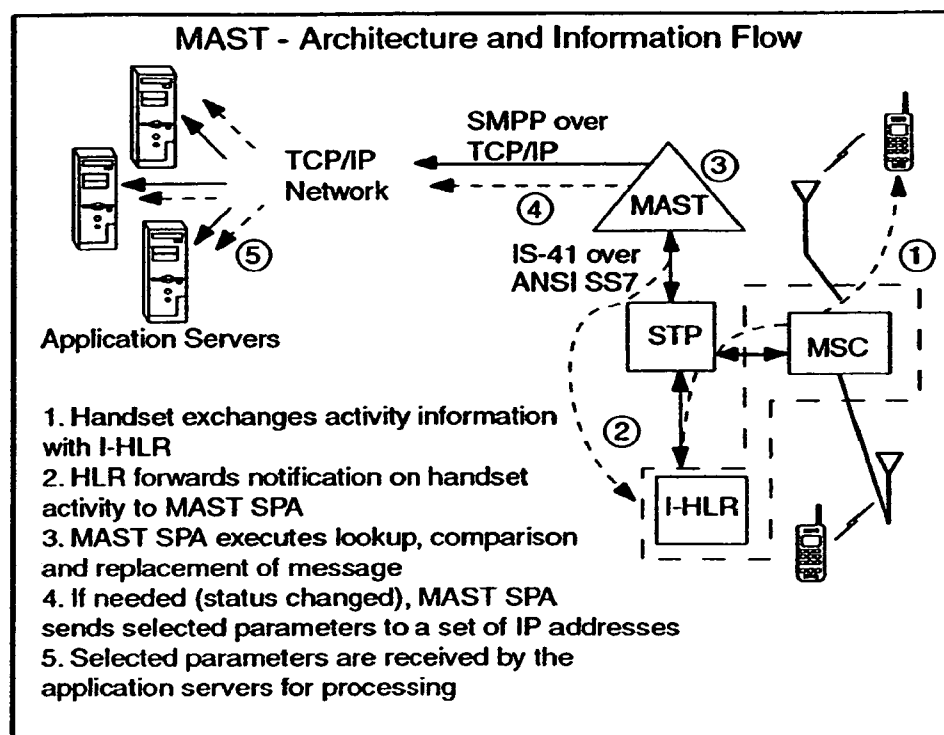 MAST - Architecture and Information Flow
SMPP over
TCP/IP
TCP/IP
Network
3
4
MAST
1
5
IS-41 over
ANSI SS7
Application Servers
STP
MSC
2
I-HLR
1. Handset exchanges activity information
with I-HLR
2. HLR forwards notification on handset
activity to MAST SPA
3. MAST SPA executes lookup, comparison
and replacement of message
4. If needed (status changed), MAST SPA
sends selected parameters to a set of IP addresses
5. Selected parameters are received by the
application servers for processing